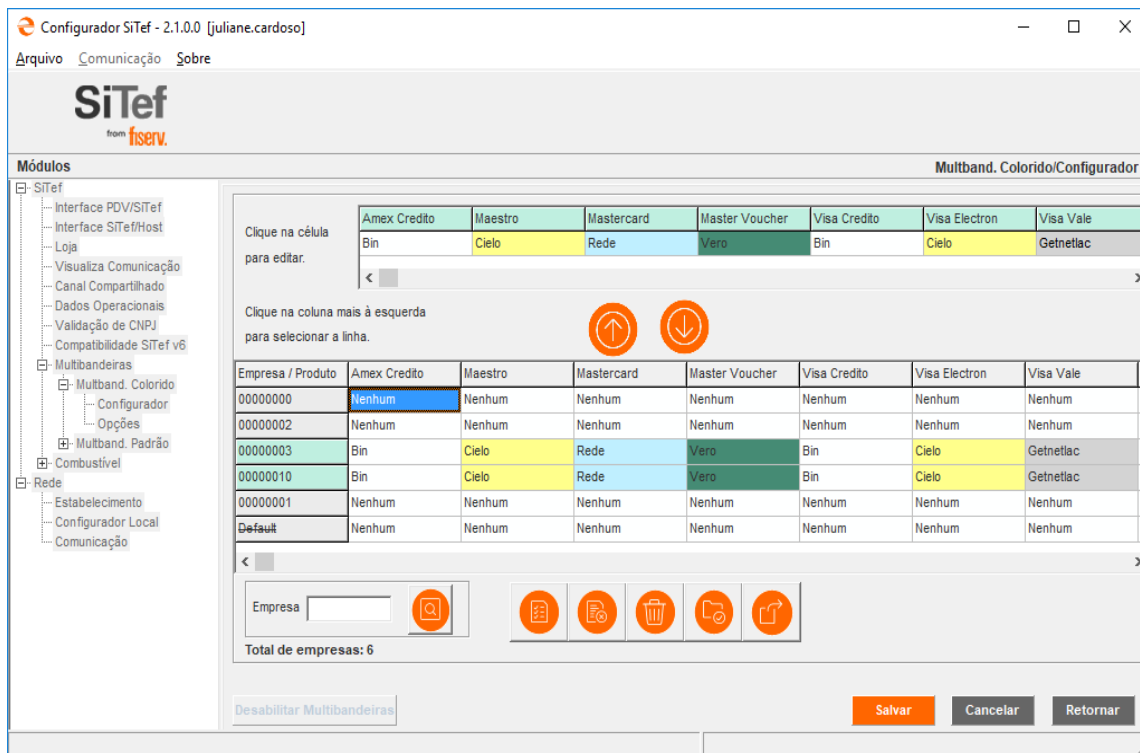 Configurador SiTef - 2.1.0.0 [juliane.cardoso]
Arquivo Comunicação Sobre
SiTef
from fiserv.
Módulos
Multband. Colorido/Configurador
SiTef
Interface PDV/SiTef
Interface SiTef/Host
Loja
Visualiza Comunicação
Canal Compartilhado
Dados Operacionais
Validação de CNPJ
Compatibilidade SiTef v6
Multibandeiras
Multband. Colorido
Configurador
Opções
Multband. Padrão
Combustível
Rede
Estabelecimento
Configurador Local
Comunicação
Clique na célula
para editar.
Amex Credito Maestro Mastercard Master Voucher Visa Credito Visa Electron Visa Vale
Bin Cielo Rede Vero Bin Cielo Getnetlac
Clique na coluna mais à esquerda
para selecionar a linha.
Empresa / Produto Amex Credito Maestro Mastercard Master Voucher Visa Credito Visa Electron Visa Vale
00000000 Nenhum Nenhum Nenhum Nenhum Nenhum Nenhum Nenhum
00000002 Nenhum Nenhum Nenhum Nenhum Nenhum Nenhum Nenhum
00000003 Bin Cielo Rede Vero Bin Cielo Getnetlac
00000010 Bin Cielo Rede Vero Bin Cielo Getnetlac
00000001 Nenhum Nenhum Nenhum Nenhum Nenhum Nenhum Nenhum
Default Nenhum Nenhum Nenhum Nenhum Nenhum Nenhum Nenhum
Empresa
Total de empresas: 6
Desabilitar Multibandeiras
Salvar Cancelar Retornar